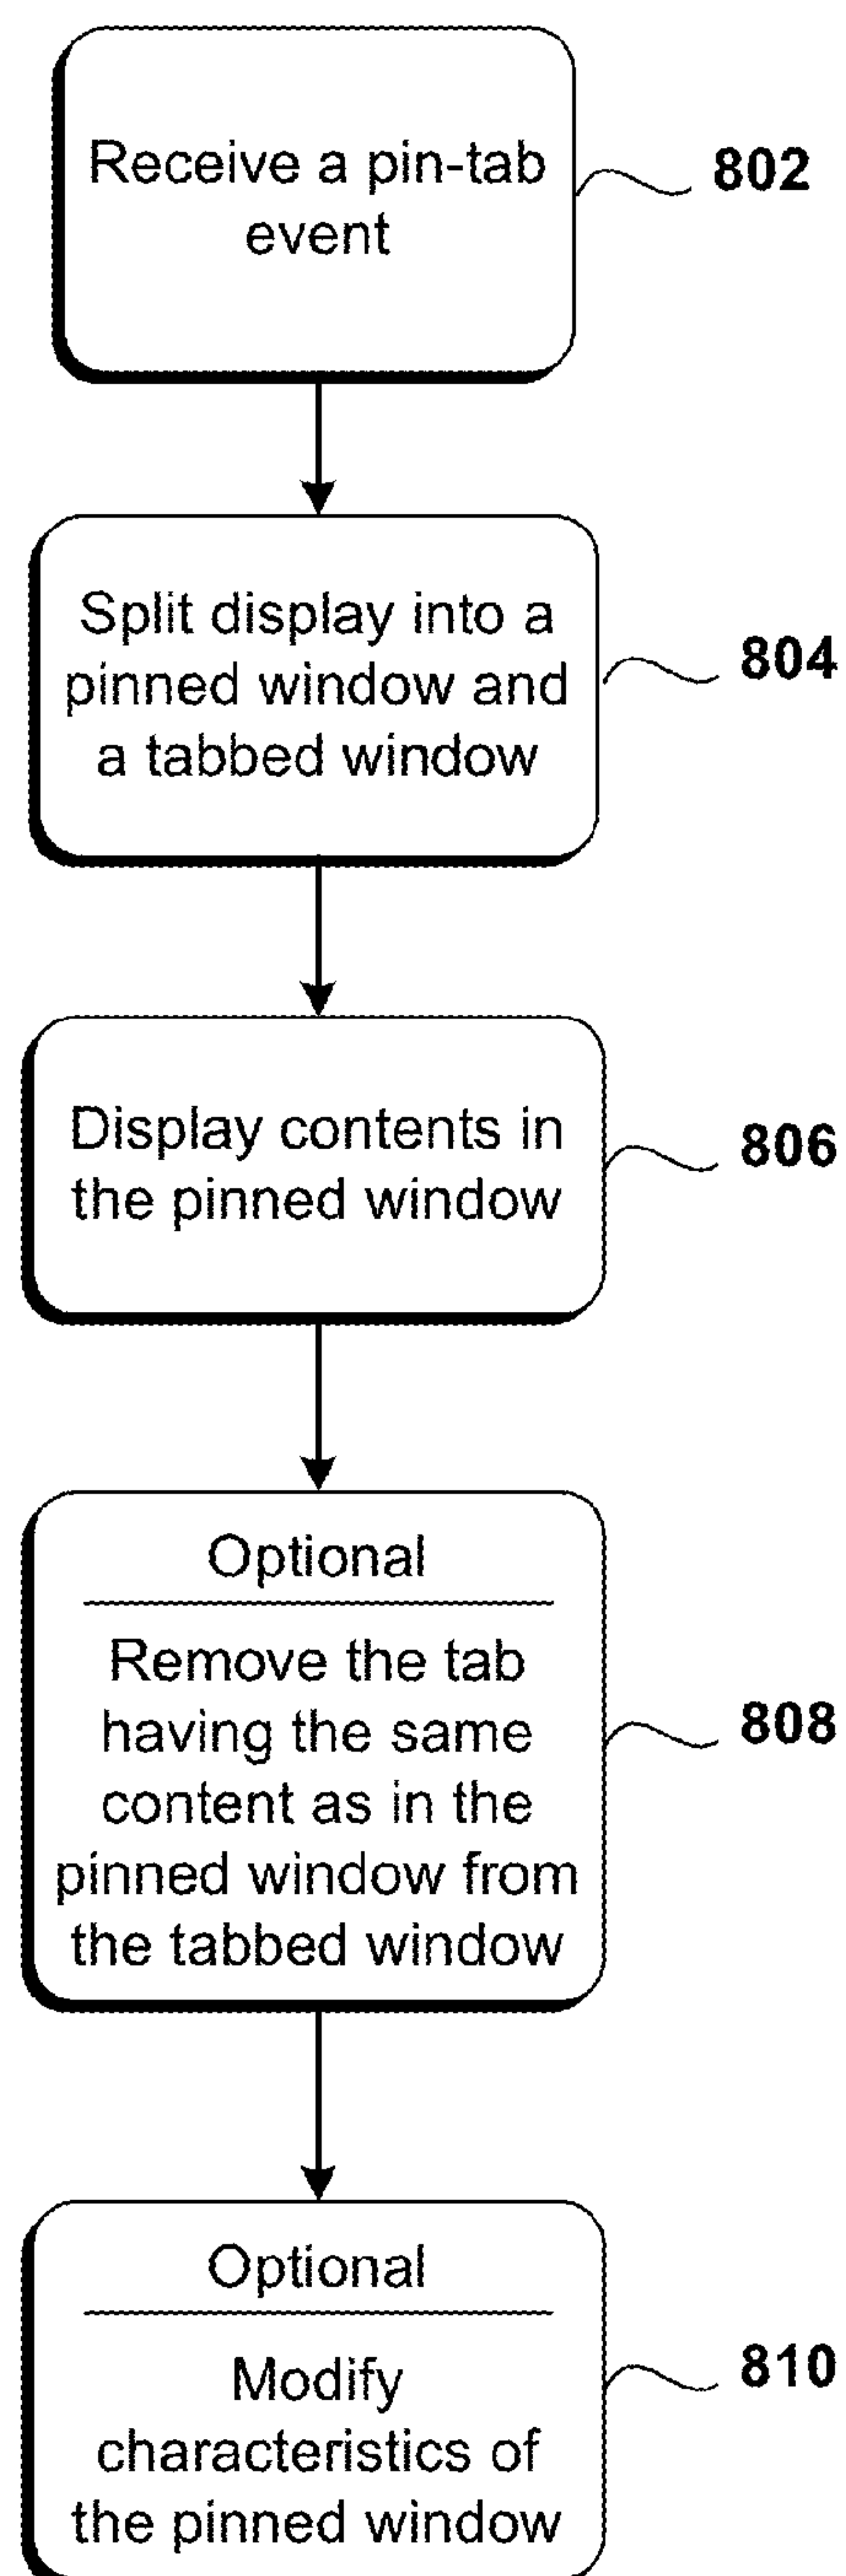 Receive a pin-tab
event
802
Split display into a
pinned window and
a tabbed window
804
Display contents in
the pinned window
806
Optional
Remove the tab
having the same
content as in the
pinned window from
the tabbed window
808
Optional
Modify
characteristics of
the pinned window
810